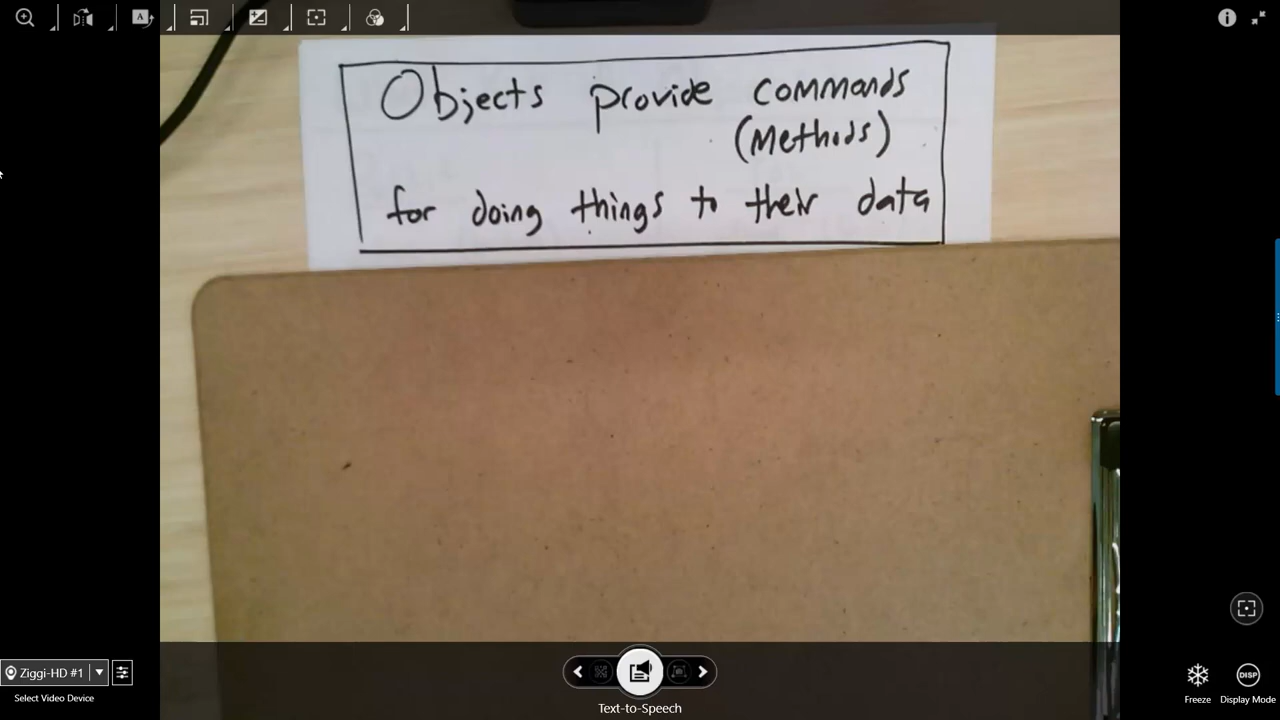 Objects provide commands
(Methods)
for doing things to their data
Ziggi-HD #1
Select Video Device
Text-to-Speech
Freeze
DISP
Display Mode